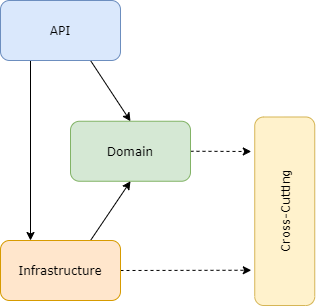 API
Domain
Cross-Cutting
Infrastructure